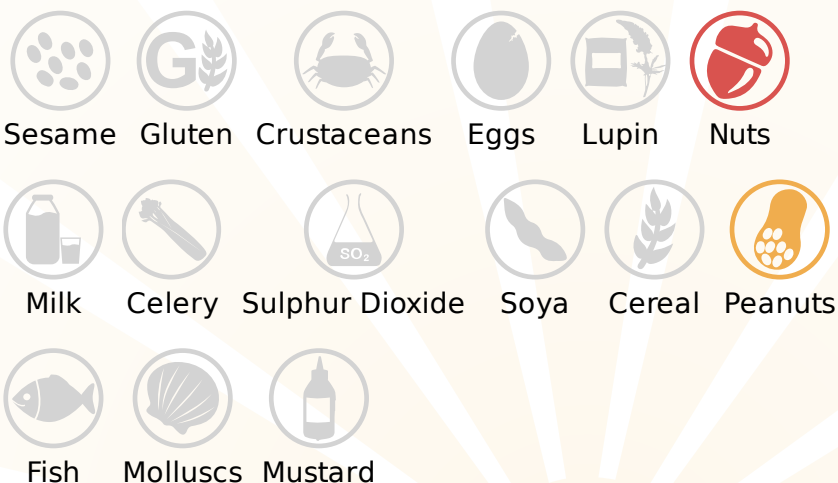 G
Sesame Gluten Crustaceans Eggs Lupin Nuts
SO₂
Milk Celery Sulphur Dioxide Soya Cereal Peanuts
Fish Molluscs Mustard